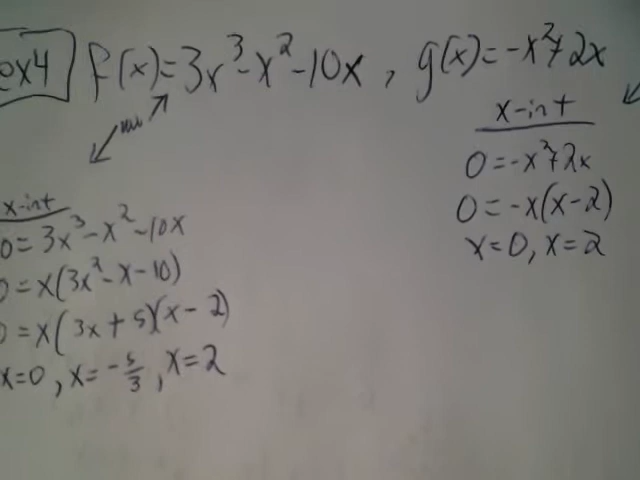 ex4 f(x)=3x³-x²-10x, g(x)=-x²+2x
x-int
0=-x²+2x
0=-x(x-2)
x=0, x=2
x-int
0=3x³-x²-10x
0=x(3x²-x-10)
0=x(3x+5)(x-2)
x=0, x=-5/3, x=2